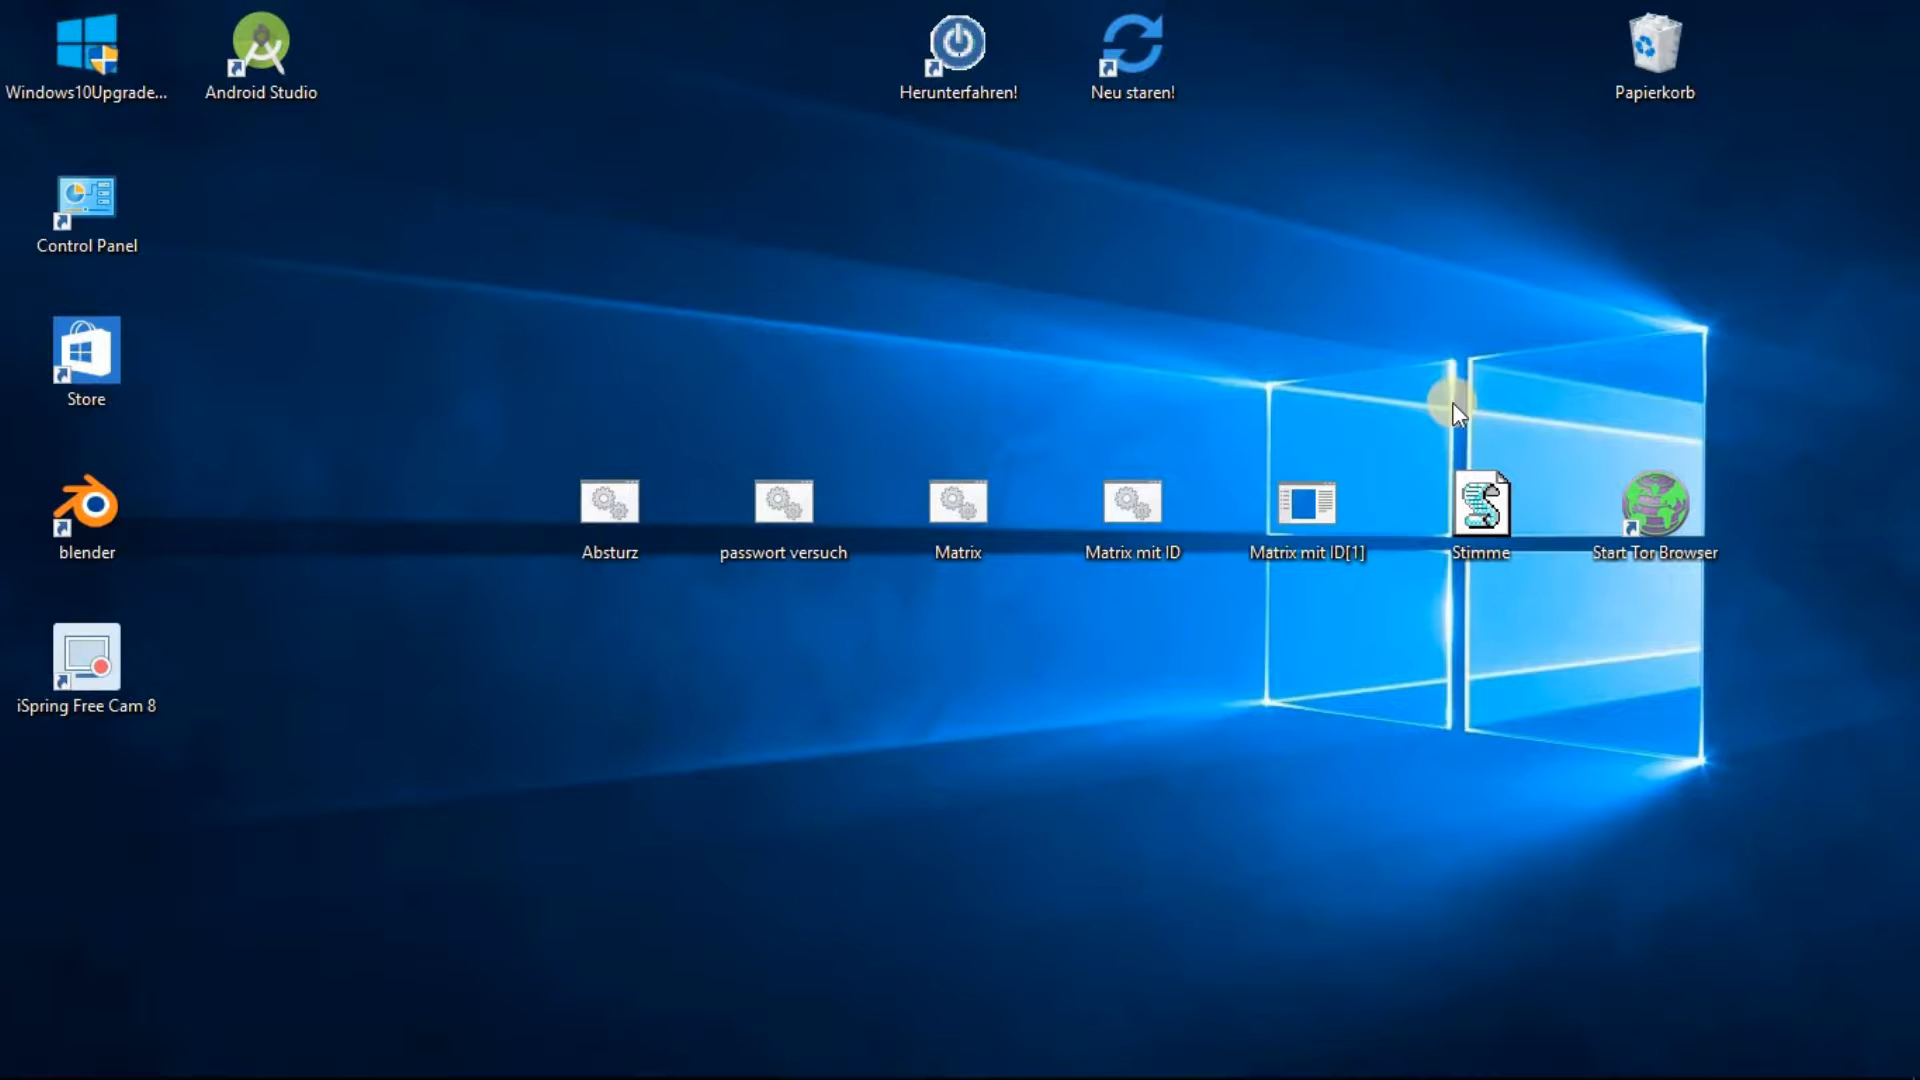 Windows10Upgrade...
Android Studio
Herunterfahren!
Neu staren!
Papierkorb
Control Panel
Store
blender
Absturz
passwort versuch
Matrix
Matrix mit ID
Matrix mit ID[1]
Stimme
Start Tor Browser
iSpring Free Cam 8